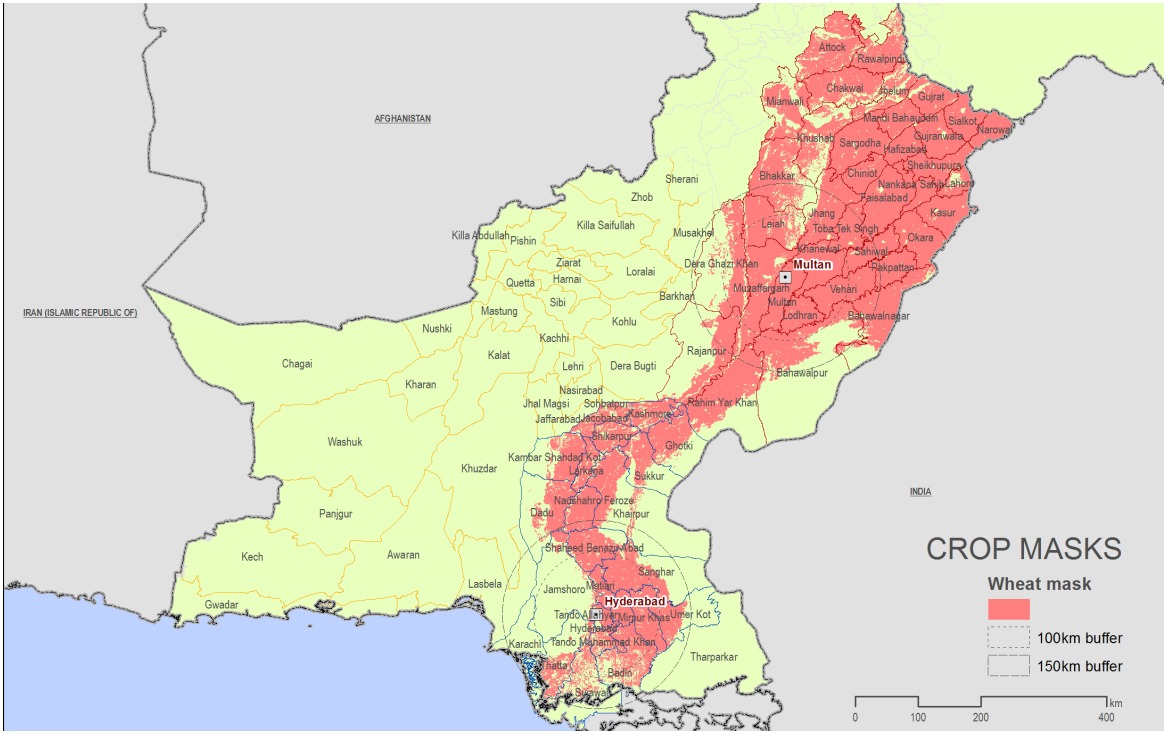 Attock
Rawalpindi
Chakwal
Jhelum
Mianwali
Gujrat
AFGHANISTAN
Mandi Bahauddin
Sialkot
Narowal
Khushab
Gujranwala
Sargodha
Hafizabad
Sheikhupura
Sherani
Bhakkar
Chiniot
Nankana Sahib
Lahore
Zhob
Faisalabad
Killa Saifullah
Leiah
Jhang
Kasur
Killa Abdullah
Pishin
Musakhel
Toba Tek Singh
Okara
Khanewal
Sahiwal
Ziarat
Dera Ghazi Khan
Multan
Pakpattan
Loralai
Harnai
Quetta
Barkhan
Muzaffargarh
Vehari
Sibi
Multan
IRAN (ISLAMIC REPUBLIC OF)
Mastung
Lodhran
Bahawalnagar
Kohlu
Nushki
Kachhi
Rajanpur
Kalat
Chagai
Lehri
Dera Bugti
Bahawalpur
Kharan
Nasirabad
Jhal Magsi
Sohbatpur
Rahim Yar Khan
Jaffarabad
Jacobabad
Kashmore
Washuk
Shikarpur
Ghotki
Kambar Shahdad Kot
Khuzdar
Larkana
Sukkur
INDIA
Naushahro Feroze
Panjgur
Dadu
Khairpur
Kech
Awaran
Shaheed Benazir Abad
CROP MASKS
Sanghar
Lasbela
Jamshoro
Matiari
Wheat mask
Gwadar
Hyderabad
Tando Allahyar
Mirpur Khas
Umer Kot
Hyderabad
100km buffer
Karachi
Tando Muhammad Khan
Tharparkar
150km buffer
Thatta
Badin
Sujawal
km
0
100
200
400